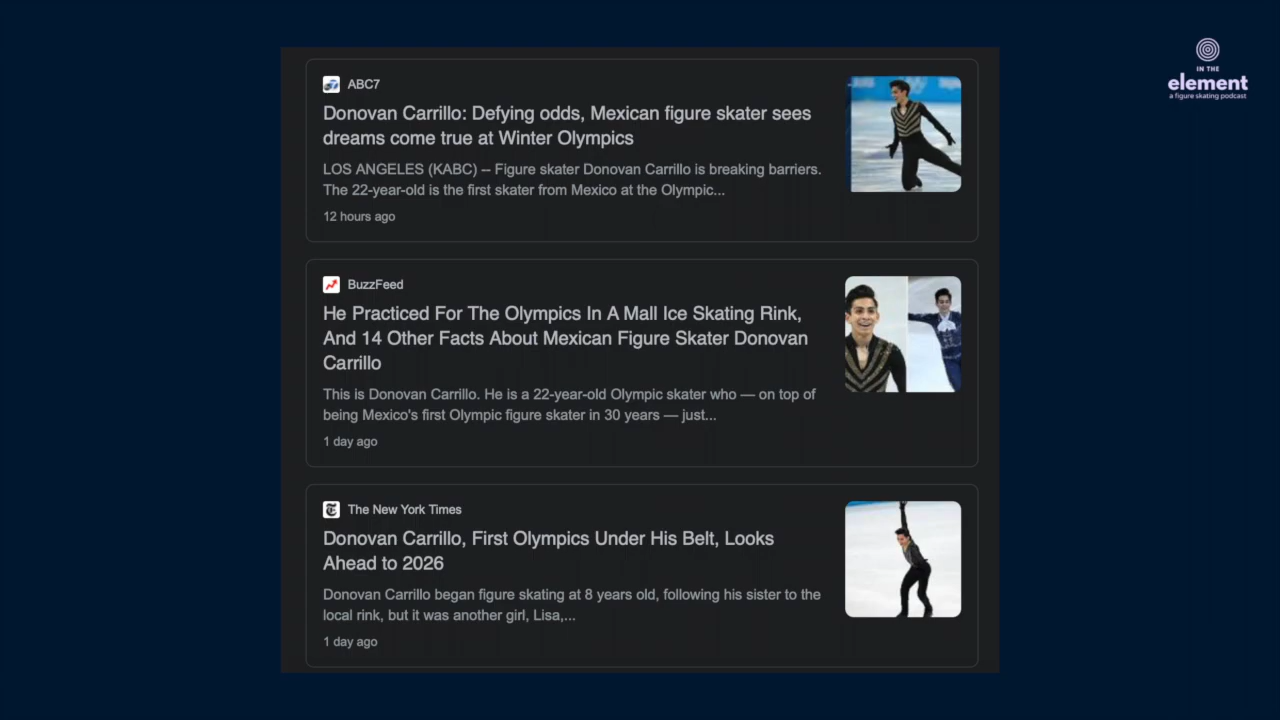 ABC7
Donovan Carrillo: Defying odds, Mexican figure skater sees
dreams come true at Winter Olympics
LOS ANGELES (KABC) -- Figure skater Donovan Carrillo is breaking barriers.
The 22-year-old is the first skater from Mexico at the Olympic...
12 hours ago
BuzzFeed
He Practiced For The Olympics In A Mall Ice Skating Rink,
And 14 Other Facts About Mexican Figure Skater Donovan
Carrillo
This is Donovan Carrillo. He is a 22-year-old Olympic skater who — on top of
being Mexico's first Olympic figure skater in 30 years — just...
1 day ago
The New York Times
Donovan Carrillo, First Olympics Under His Belt, Looks
Ahead to 2026
Donovan Carrillo began figure skating at 8 years old, following his sister to the
local rink, but it was another girl, Lisa,...
1 day ago
IN THE
element
a figure skating podcast